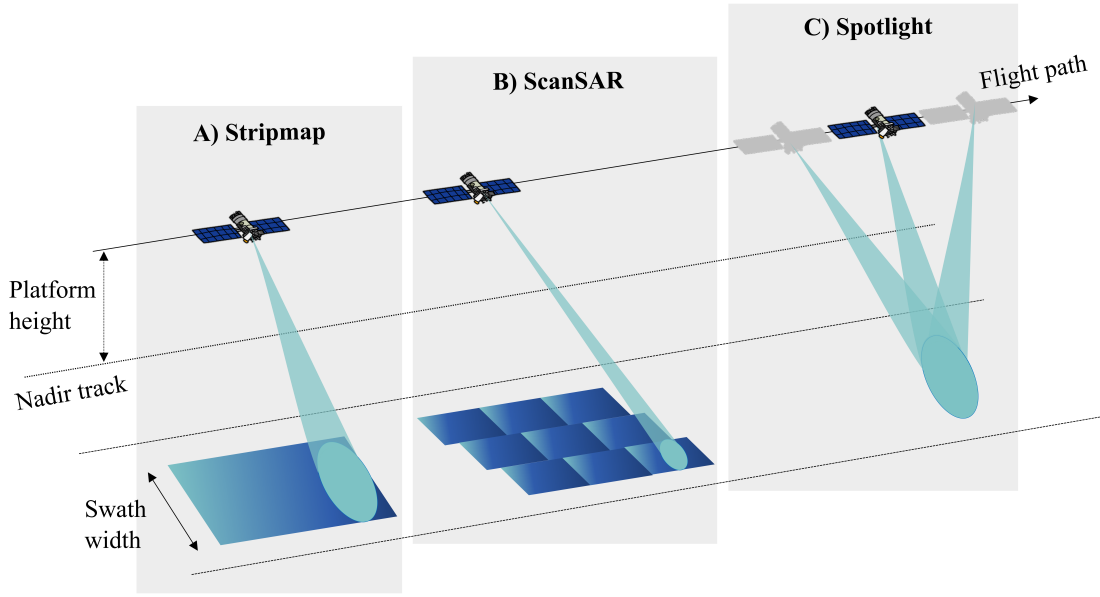 C) Spotlight
B) ScanSAR
A) Stripmap
Flight path
Platform
height
Nadir track
Swath
width